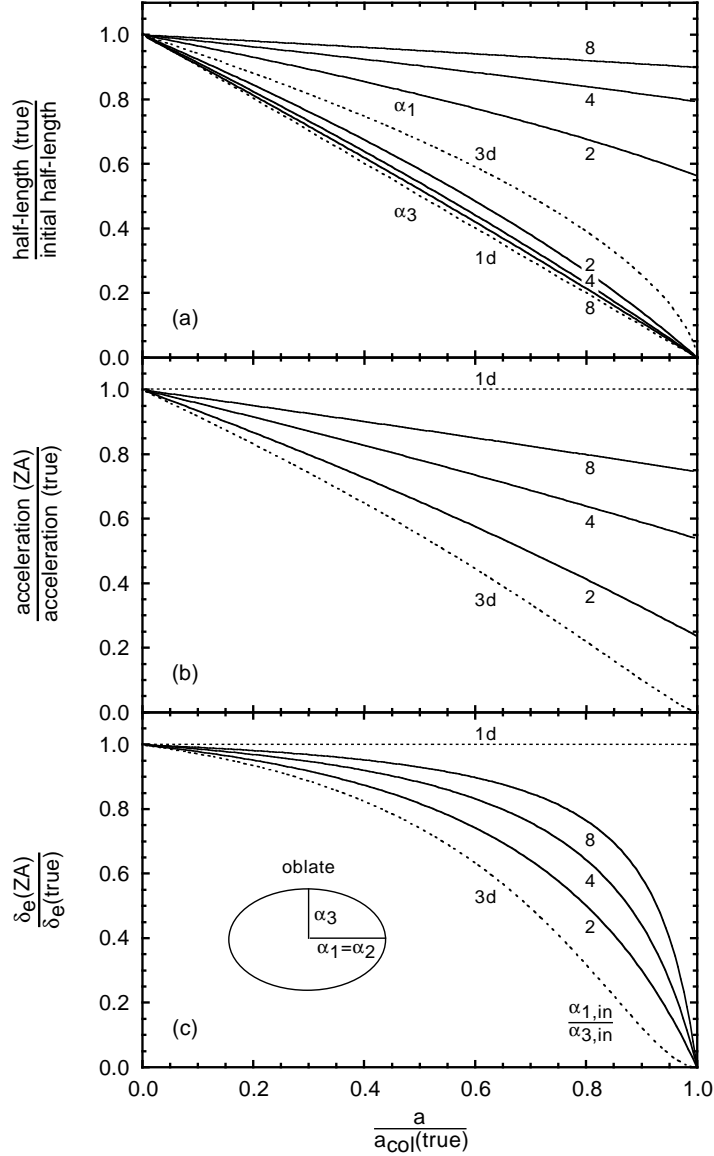 1.0
0.8
0.6
0.4
0.2
0.0
half-length (true)
initial half-length
8
4
2
α1
3d
α3
1d
2
4
8
(a)
1.0
0.8
0.6
0.4
0.2
0.0
acceleration (ZA)
acceleration (true)
1d
8
4
2
3d
(b)
1.0
0.8
0.6
0.4
0.2
0.0
δe(ZA)
δe(true)
1d
8
4
2
3d
oblate
α3
α1=α2
α1,in
α3,in
(c)
0.0 0.2 0.4 0.6 0.8 1.0
a
acol(true)